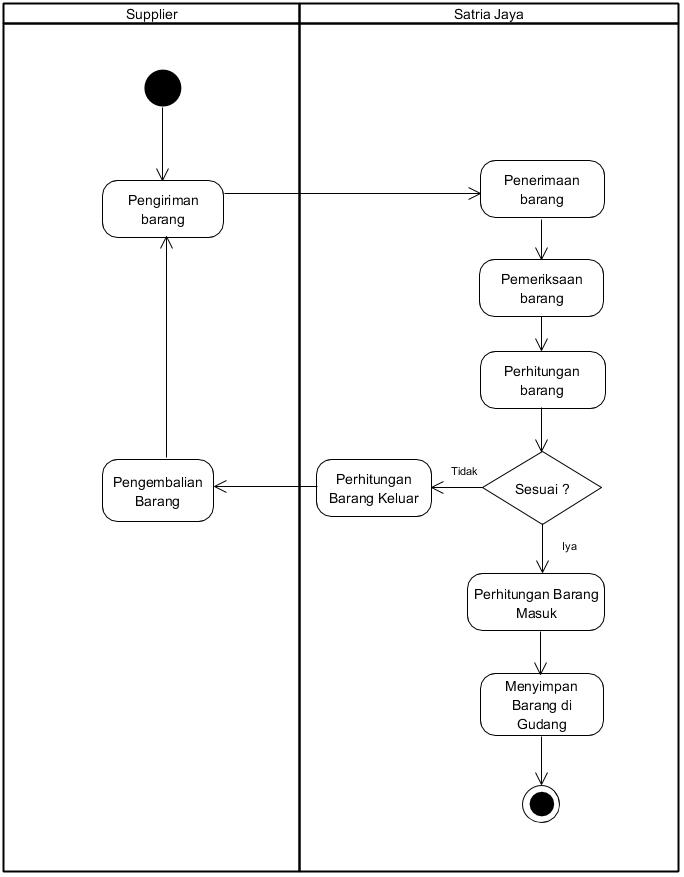 Supplier
Satria Jaya
Pengiriman
barang
Penerimaan
barang
Pemeriksaan
barang
Perhitungan
barang
Sesuai ?
Tidak
Perhitungan
Barang Keluar
Pengembalian
Barang
Iya
Perhitungan Barang
Masuk
Menyimpan
Barang di
Gudang